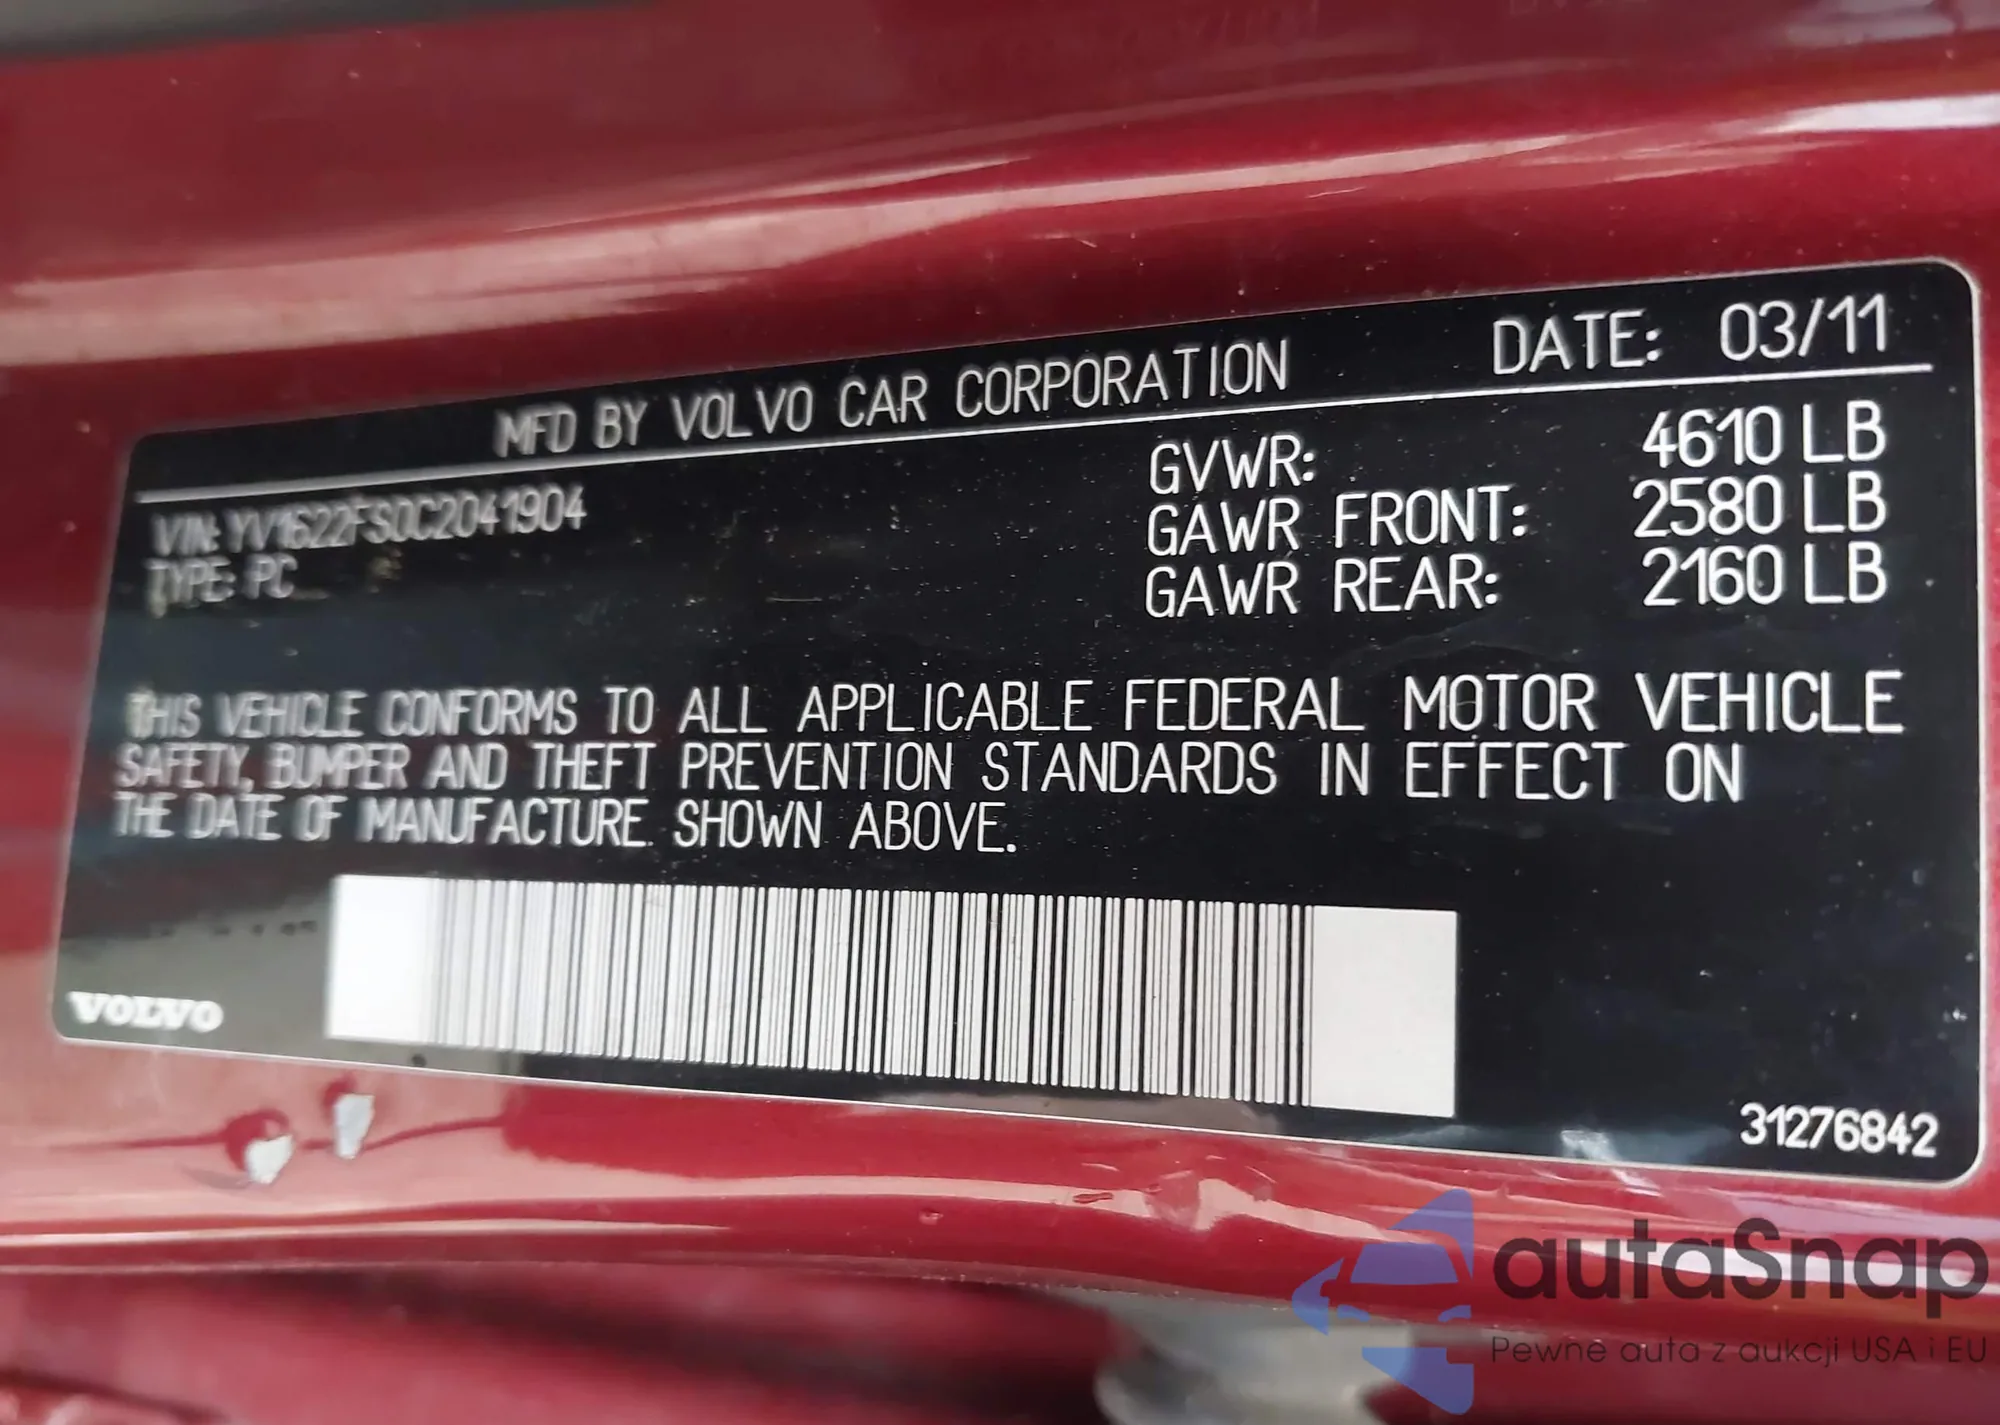 MFD BY VOLVO CAR CORPORATION DATE: 03/11
VIN: YV1622FS0C2041904 GVWR: 4610 LB
TYPE: PC GAWR FRONT: 2580 LB
GAWR REAR: 2160 LB
THIS VEHICLE CONFORMS TO ALL APPLICABLE FEDERAL MOTOR VEHICLE
SAFETY, BUMPER AND THEFT PREVENTION STANDARDS IN EFFECT ON
THE DATE OF MANUFACTURE SHOWN ABOVE.
VOLVO
31276842
autaSnap
Pewne auta z aukcji USA i EU